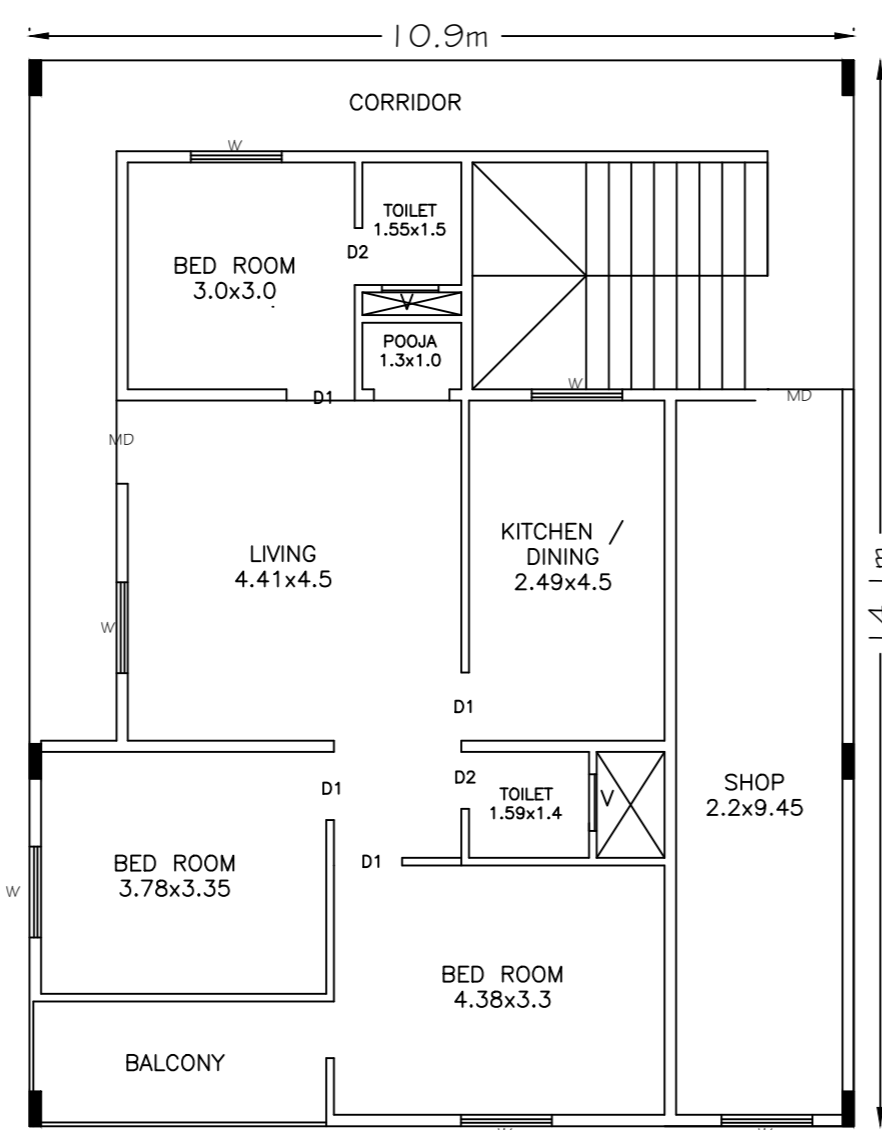 10.9m
CORRIDOR
W
TOILET
1.55x1.5
D2
BED ROOM
3.0x3.0
V
POOJA
1.3x1.0
W
D1
MD
MD
LIVING
4.41x4.5
KITCHEN /
DINING
2.49x4.5
14.1m
W
D1
D2
D1
TOILET
1.59x1.4
V
SHOP
2.2x9.45
D1
BED ROOM
3.78x3.35
W
BED ROOM
4.38x3.3
BALCONY
W
W